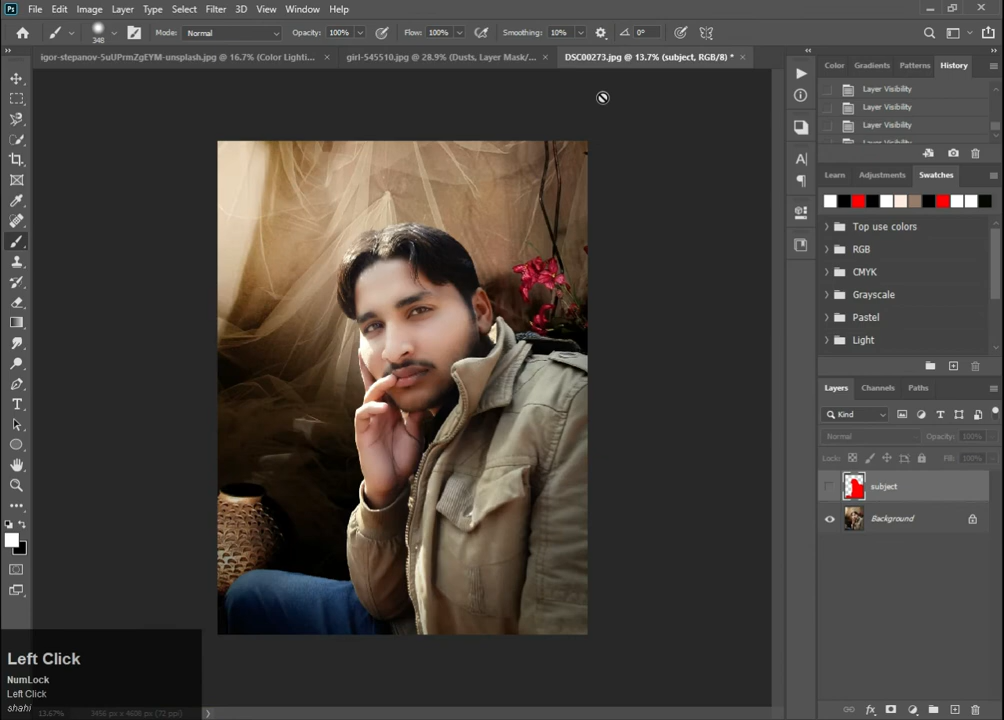 Ps File Edit Image Layer Type Select Filter 3D View Window Help
348 Mode: Normal Opacity: 100% Flow: 100% Smoothing: 10% 0°
igor-stepanov-5uUPrmZgEYM-unsplash.jpg @ 16.7% (Color Lighti... × girl-545510.jpg @ 28.9% (Dusts, Layer Mask/... × DSC00273.jpg @ 13.7% (subject, RGB/8) * ×
Color Gradients Patterns History
Layer Visibility
Layer Visibility
Layer Visibility
Learn Adjustments Swatches
Top use colors
RGB
CMYK
Grayscale
Pastel
Light
Layers Channels Paths
Kind
Normal Opacity: 100%
Lock: Fill: 100%
subject
Background
Left Click
NumLock
Left Click
shahi
13.67% 3456 px x 4608 px (72 ppi)